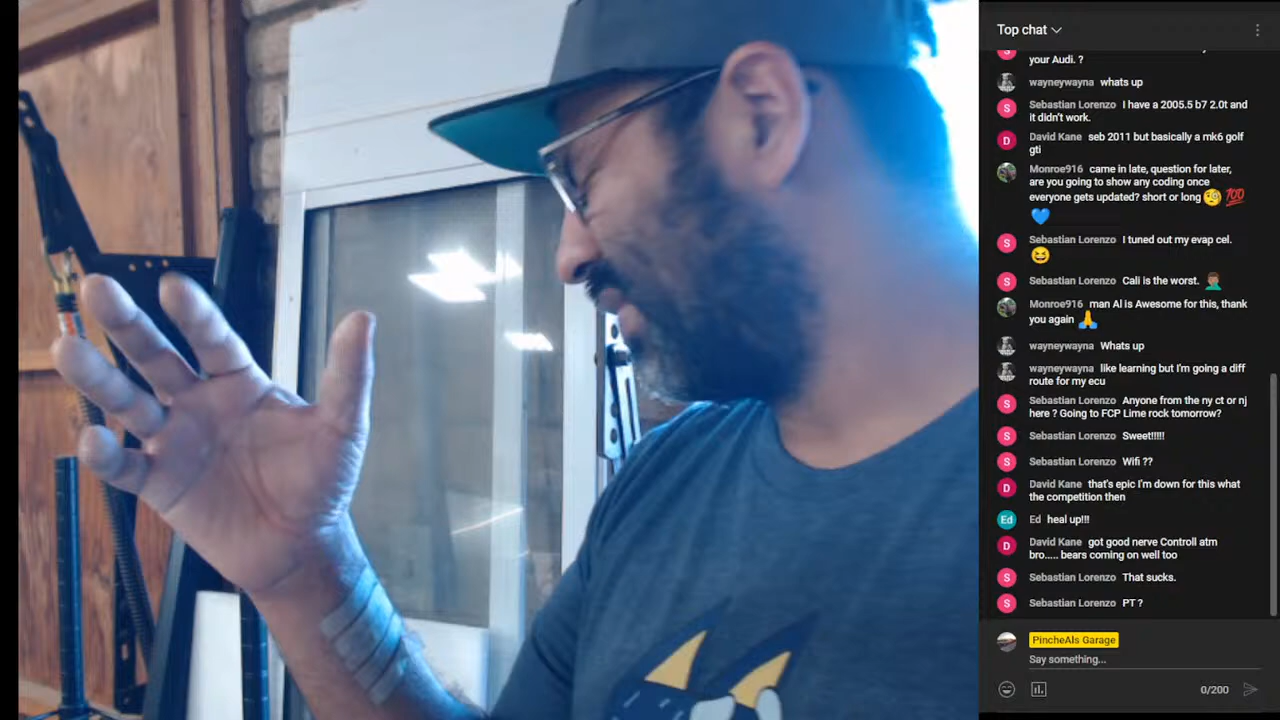 Top chat
your Audi. ?
wayneywayna whats up
Sebastian Lorenzo I have a 2005.5 b7 2.0t and
it didn't work.
David Kane seb 2011 but basically a mk6 golf
gti
Monroe916 came in late, question for later,
are you going to show any coding once
everyone gets updated? short or long 🧐 💯
💙
Sebastian Lorenzo I tuned out my evap cel.
😆
Sebastian Lorenzo Cali is the worst. 🤦🏽‍♂️
Monroe916 man Al is Awesome for this, thank
you again 🙏
wayneywayna Whats up
wayneywayna like learning but I'm going a diff
route for my ecu
Sebastian Lorenzo Anyone from the ny ct or nj
here ? Going to FCP Lime rock tomorrow?
Sebastian Lorenzo Sweet!!!!!
Sebastian Lorenzo Wifi ??
David Kane that's epic I'm down for this what
the competition then
Ed Ed heal up!!!
David Kane got good nerve Controll atm
bro..... bears coming on well too
Sebastian Lorenzo That sucks.
Sebastian Lorenzo PT ?
PincheAls Garage
Say something...
0/200